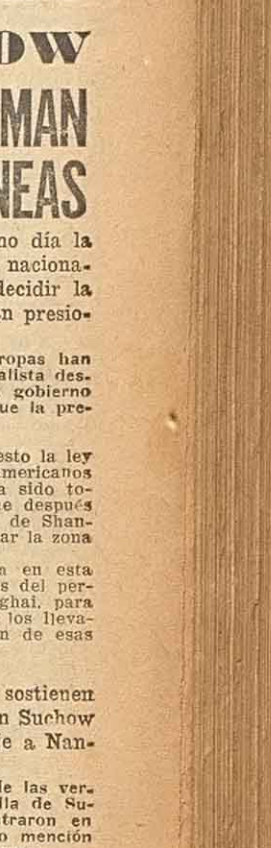 OW
MAN
NEAS
no día la
naciona-
decidir la
n presio-
ropas han
alista des-
gobierno
ue la pre-
esto la ley
mericanos
a sido to-
e después
de Shan-
ar la zona
a en esta
s del per-
ghai, para
los lleva-
n de esas
sostienen
n Suchow
e a Nan-
de las ver-
lla de Su-
traron en
o mención